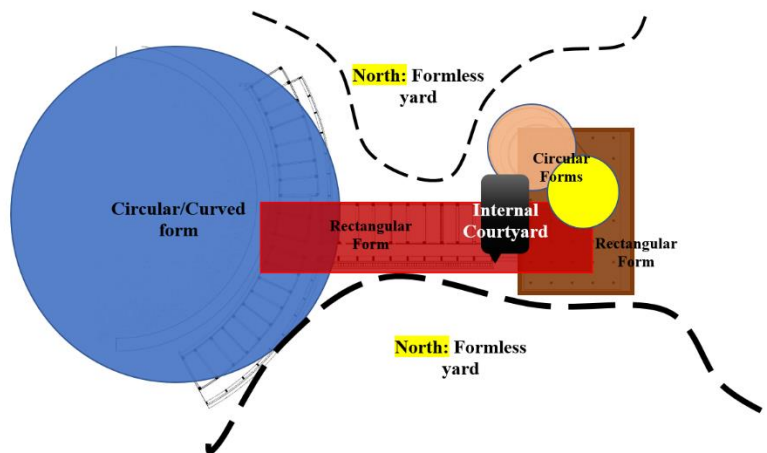 North: Formless
yard
Circular
Forms
Circular/Curved
form
Rectangular
Form
Internal
Courtyard
Rectangular
Form
North: Formless
yard